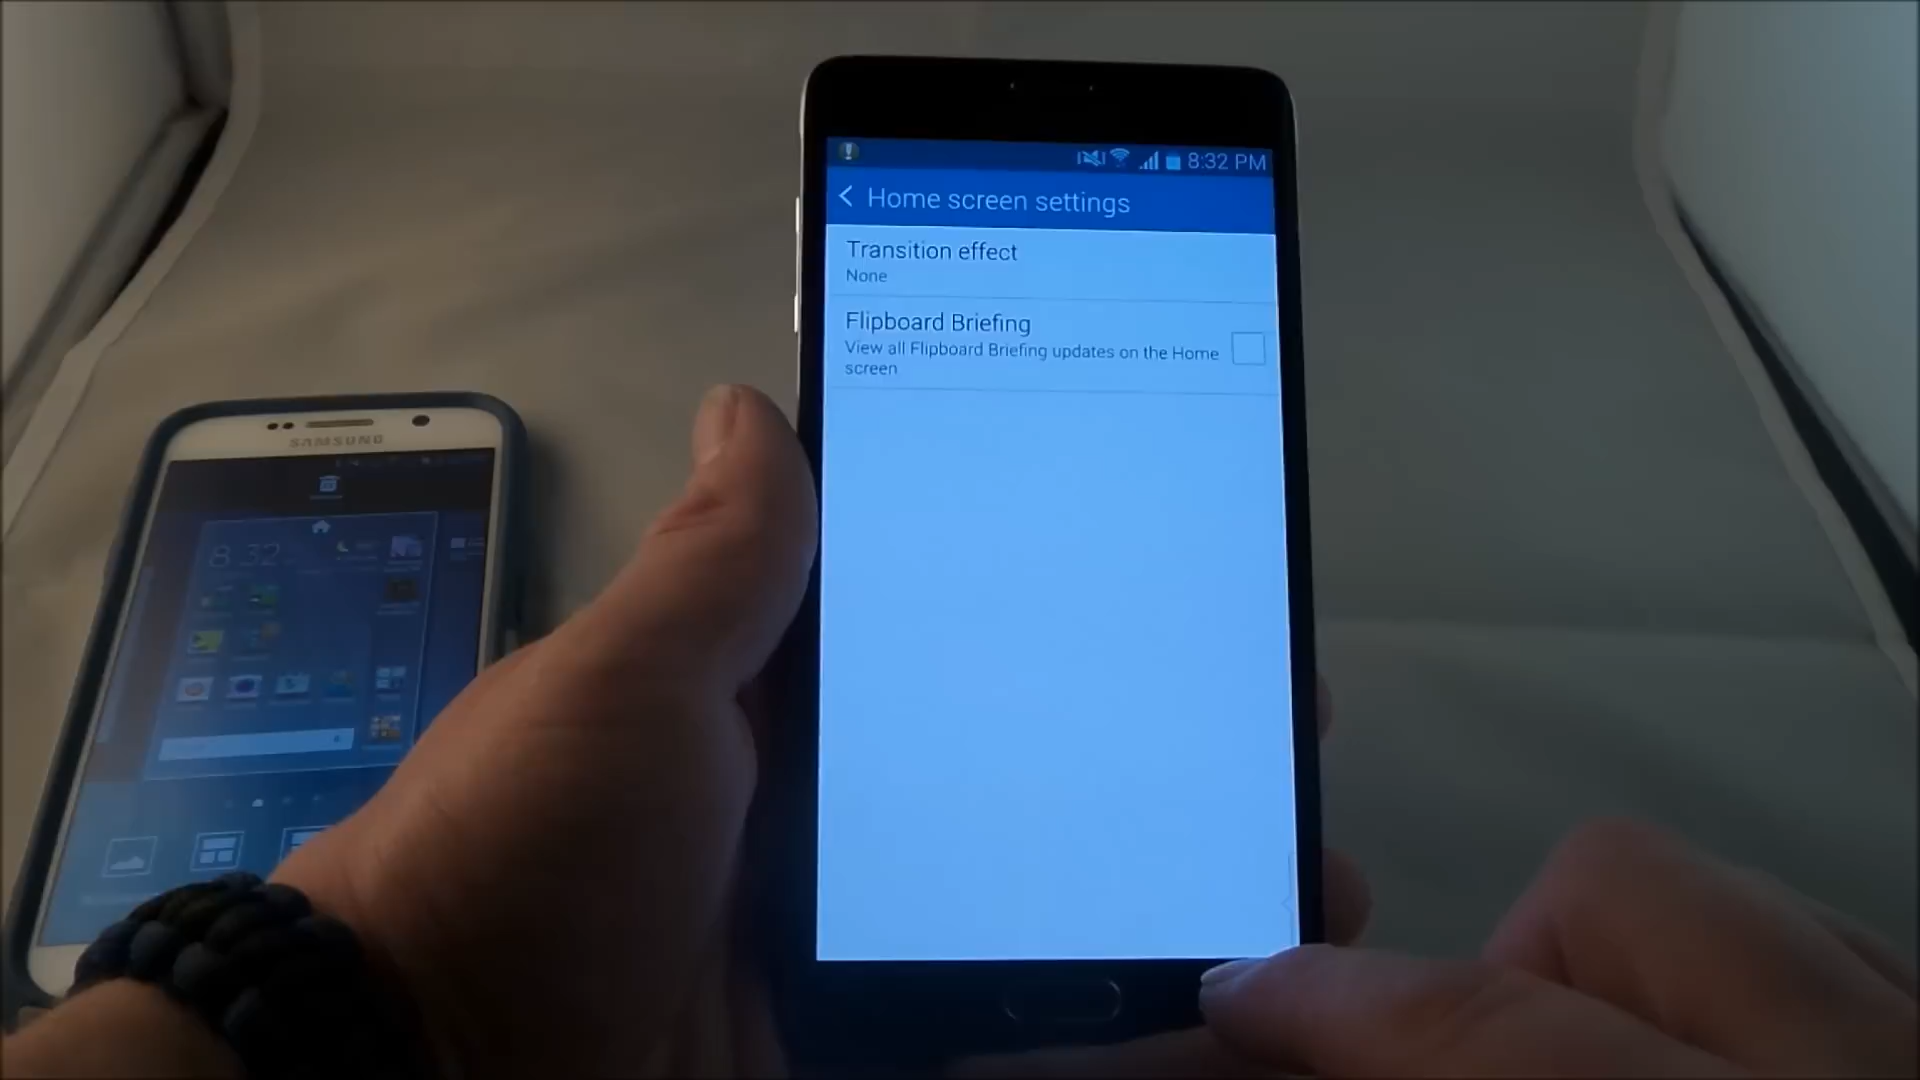 8:32 PM
Home screen settings
Transition effect
None
Flipboard Briefing
View all Flipboard Briefing updates on the Home
screen
SAMSUNG
8 32